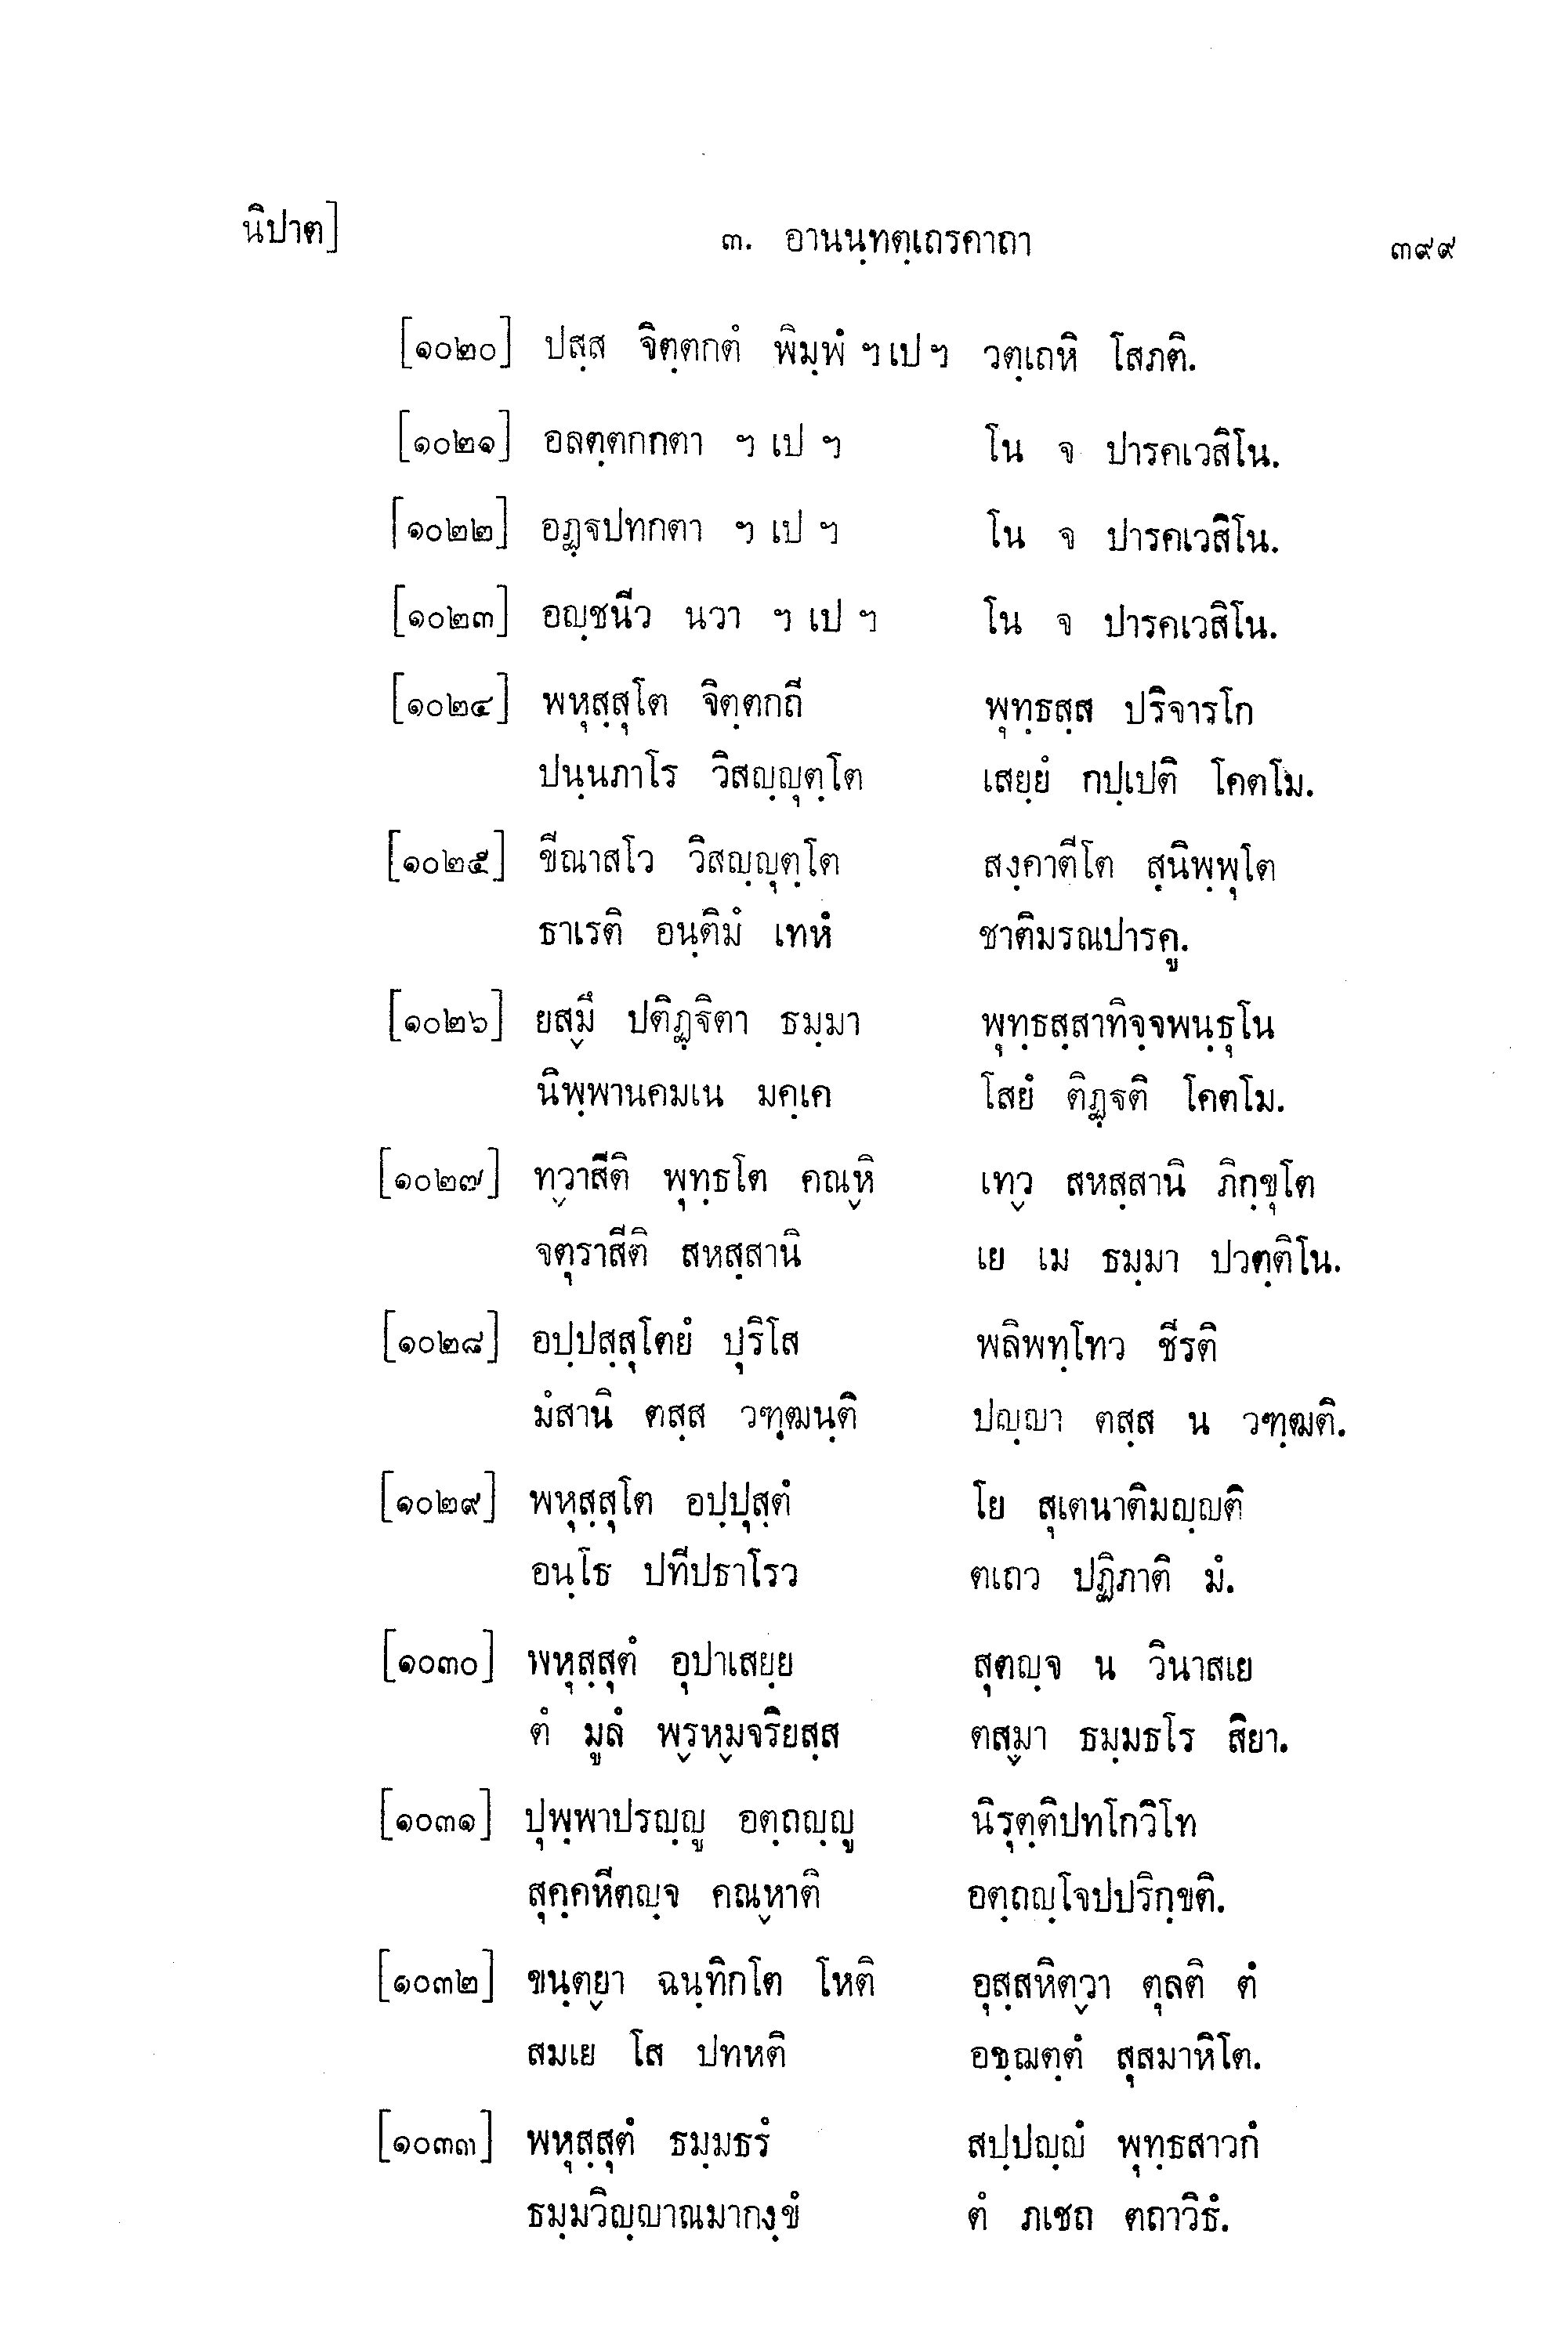 นิปาต] ๓. อานนฺทตฺเถรคาถา ๓๙๙
[๑๐๒๐] ปสฺส จิตฺตกตํ พิมฺพํ ฯ เป ฯ วตฺเถหิ โสภติ.
[๑๐๒๑] อลตฺตกกตา ฯ เป ฯ โน จ ปารคเวสิโน.
[๑๐๒๒] อฏฺฐปทกตา ฯ เป ฯ โน จ ปารคเวสิโน.
[๑๐๒๓] อญฺชนีว นวา ฯ เป ฯ โน จ ปารคเวสิโน.
[๑๐๒๔] พหุสฺสุโต จิตฺตกถี พุทฺธสฺส ปริจารโก
ปนฺนภาโร วิสญฺญุตฺโต เสยฺยํ กปฺเปติ โคตโม.
[๑๐๒๕] ขีณาสโว วิสญฺญุตฺโต สงฺคาตีโต สฺนิพฺพุโต
ธาเรติ อนฺติมํ เทหํ ชาติมรณปารคู.
[๑๐๒๖] ยสฺมึ ปติฏฺฐิตา ธมฺมา พุทฺธสฺสาทิจฺจพนฺธุโน
นิพฺพานคมเน มคฺเค โสยํ ติฏฺฐติ โคตโม.
[๑๐๒๗] ทฺวาสีติ พุทฺธโต คณฺหิ เทฺว สหสฺสานิ ภิกฺขุโต
จตุราสีติ สหสฺสานิ เย เม ธมฺมา ปวตฺติโน.
[๑๐๒๘] อปฺปสฺสุโตยํ ปุริโส พลิพทฺโทว ชีรติ
มํสานิ ตสฺส วฑฺฒนฺติ ปญฺญา ตสฺส น วฑฺฒติ.
[๑๐๒๙] พหุสฺสุโต อปฺปุสฺตํ โย สุเตนาติมญฺญติ
อนฺโธ ปทีปธาโรว ตเถว ปฏิภาติ มํ.
[๑๐๓๐] พหุสฺสุตํ อุปาเสยฺย สุตญฺจ น วินาสเย
ตํ มูลํ พฺรหฺมจริยสฺส ตสฺมา ธมฺมธโร สิยา.
[๑๐๓๑] ปุพฺพาปรญฺญู อตฺถญฺญู นิรุตฺติปทโกวิโท
สุคฺคหีตญฺจ คณฺหาติ อตฺถญฺโจปปริกฺขติ.
[๑๐๓๒] ขนฺตฺยา ฉนฺทิกโต โหติ อุสฺสหิตฺวา ตุลติ ตํ
สมเย โส ปทหติ อชฺฌตฺตํ สุสมาหิโต.
[๑๐๓๓] พหุสฺสุตํ ธมฺมธรํ สปฺปญฺญํ พุทฺธสาวกํ
ธมฺมวิญฺญาณมากงฺขํ ตํ ภเชถ ตถาวิธํ.